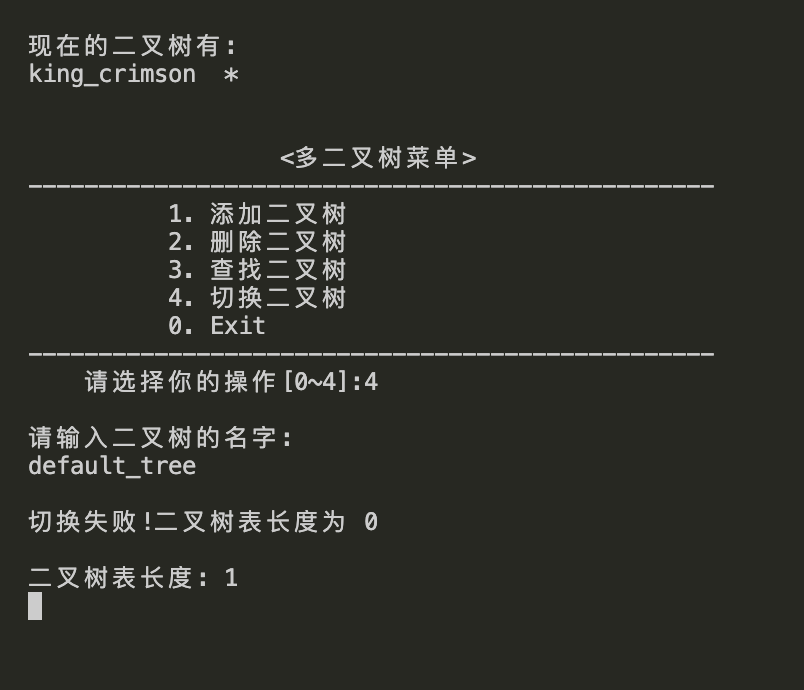 现在的二叉树有:
king_crimson  *
<多二叉树菜单>
-------------------------------------------------
1. 添加二叉树
2. 删除二叉树
3. 查找二叉树
4. 切换二叉树
0. Exit
-------------------------------------------------
请选择你的操作[0~4]:4
请输入二叉树的名字:
default_tree
切换失败!二叉树表长度为 0
二叉树表长度: 1